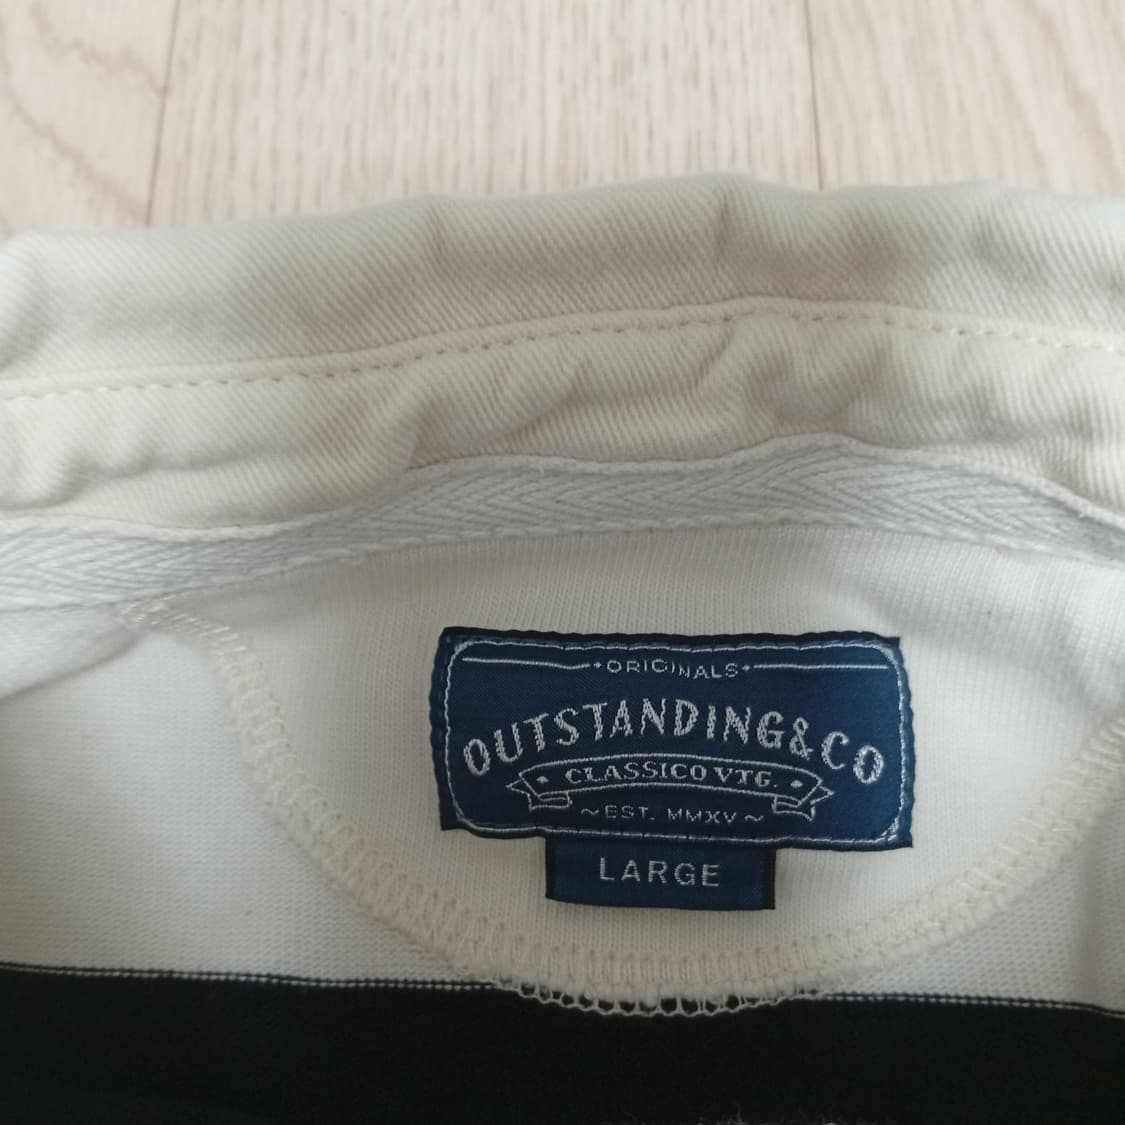 ORIGINALS
OUTSTANDING&CO
CLASSICO VTG.
~EST. MMXV~
LARGE